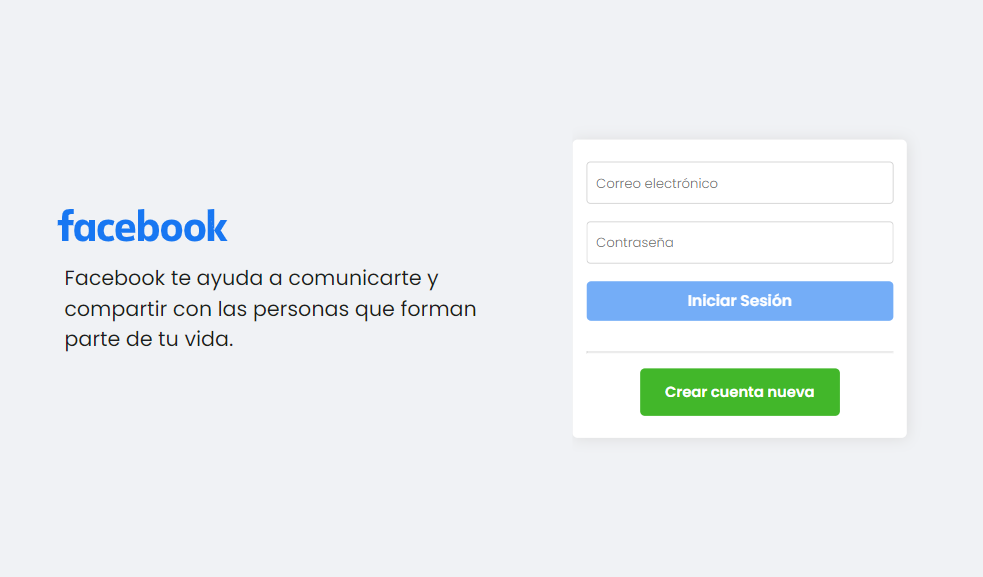 facebook
Facebook te ayuda a comunicarte y
compartir con las personas que forman
parte de tu vida.
Correo electrónico
Contraseña
Iniciar Sesión
Crear cuenta nueva